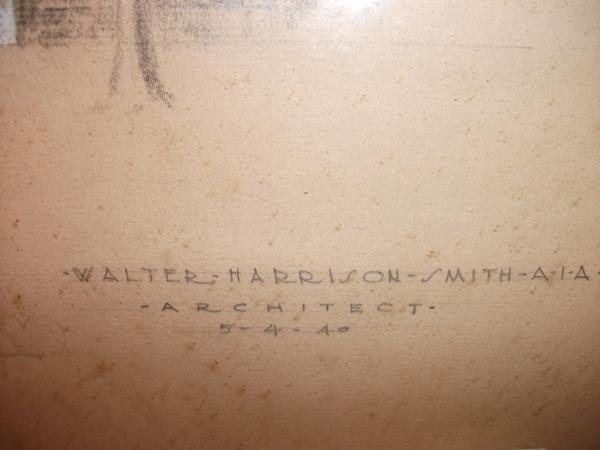 -WALTER-HARRISON-SMITH-A-I-A-
-ARCHITECT-
5-4-40